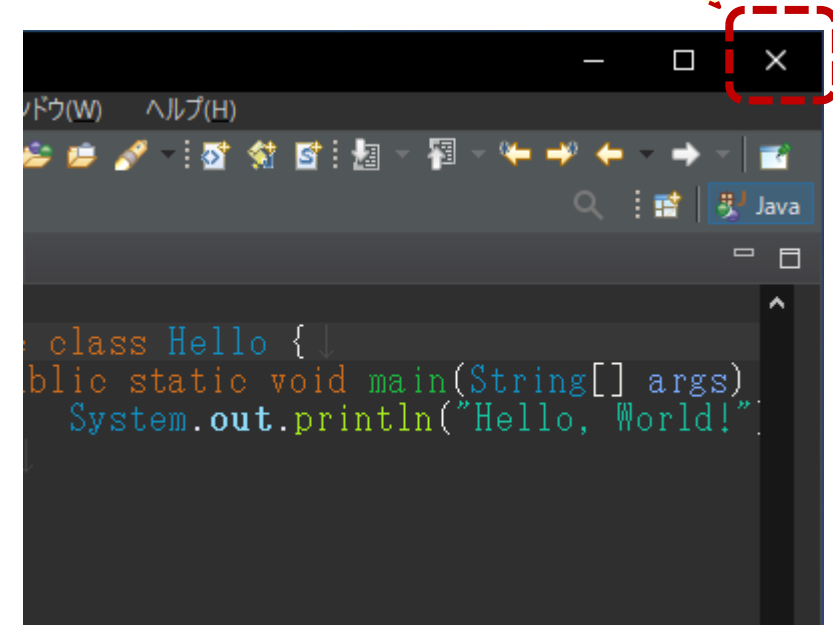 ンドウ(W) ヘルプ(H)
Java
class Hello {↓
blic static void main(String[] args)
System.out.println("Hello, World!"
↓